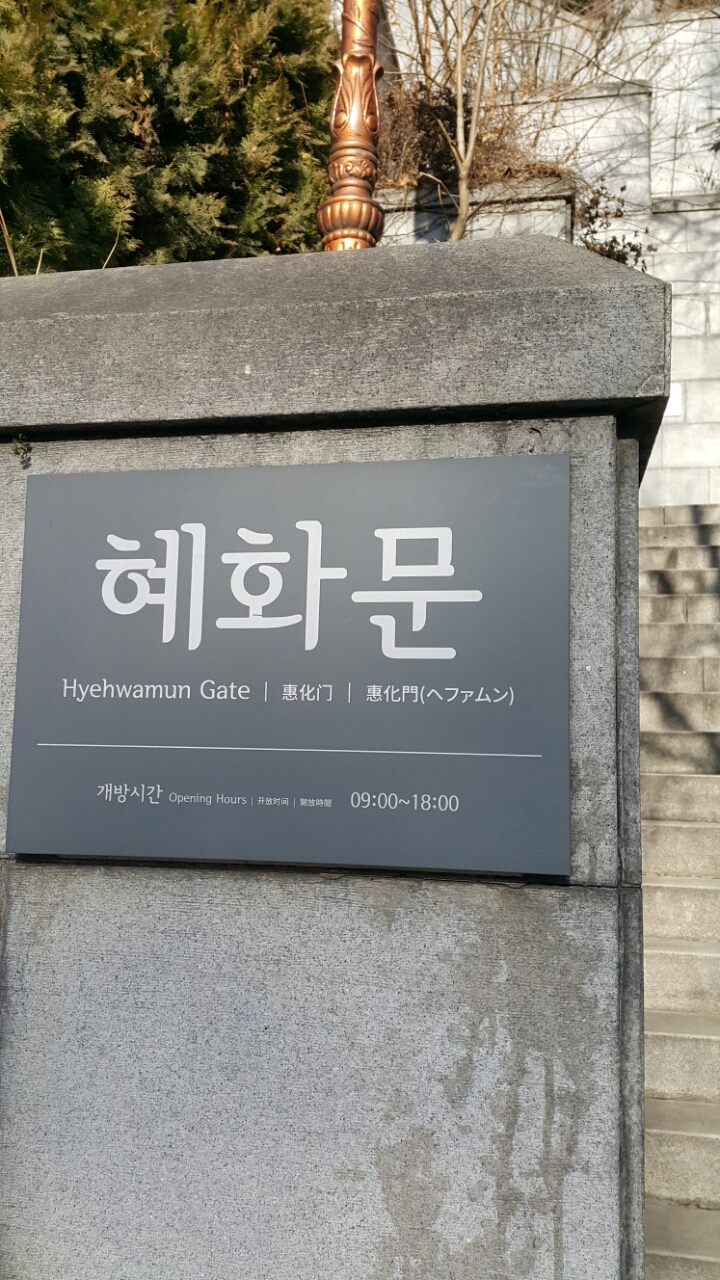 혜화문
Hyehwamun Gate | 惠化门 | 惠化門(ヘファムン)
개방시간 Opening Hours | 开放时间 | 開放時間 09:00~18:00